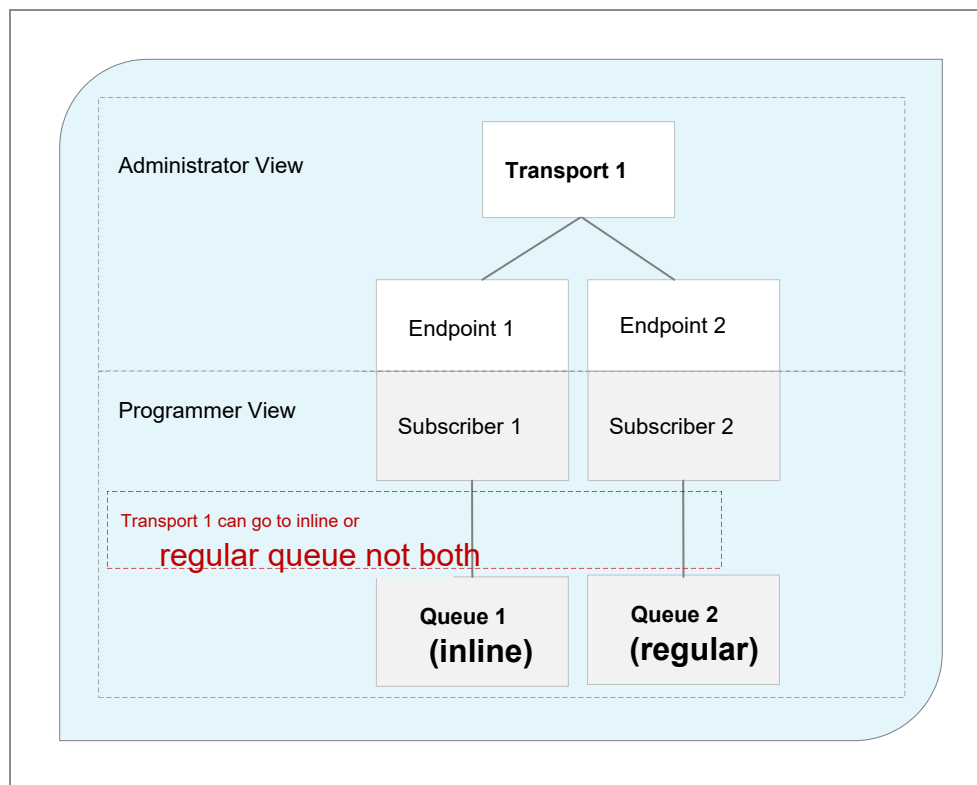 Administrator View
Transport 1
Endpoint 1
Endpoint 2
Programmer View
Subscriber 1
Subscriber 2
Transport 1 can go to inline or
regular queue not both
Queue 1
(inline)
Queue 2
(regular)